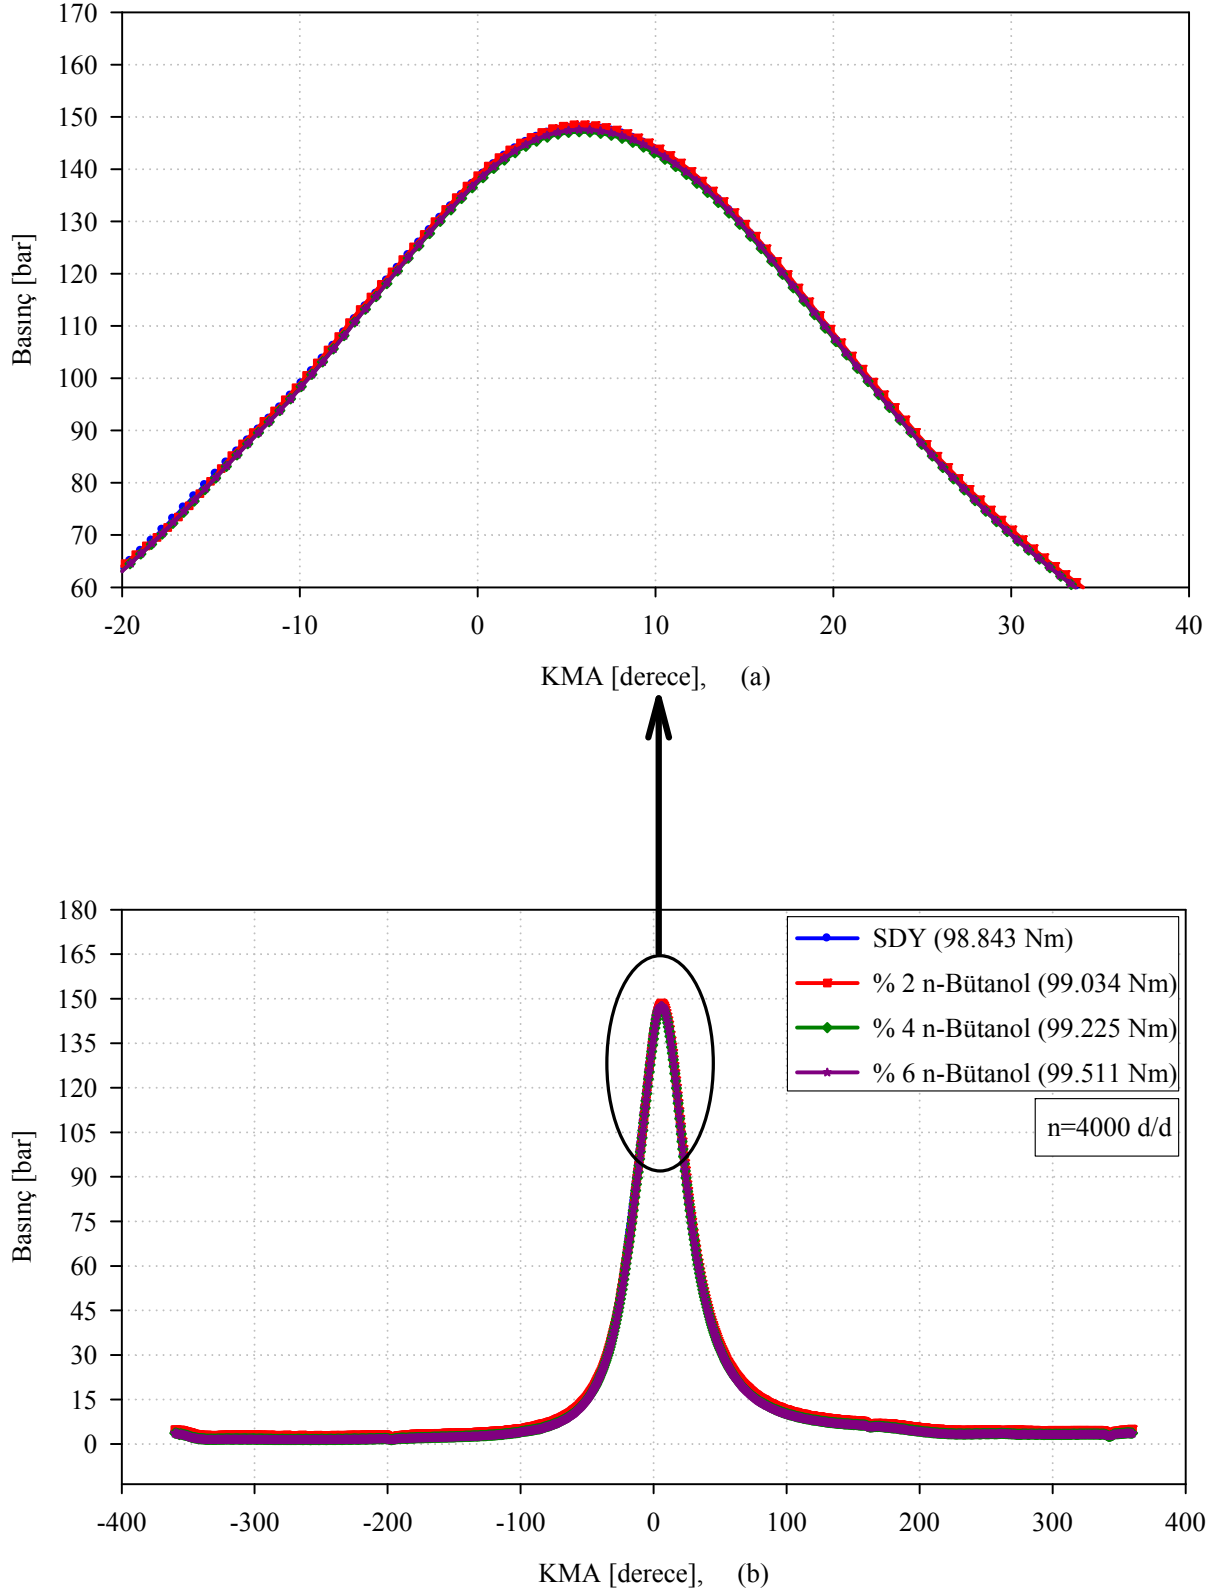 170
160
150
140
130
120
110
100
90
80
70
60
Basınç [bar]
-20 -10 0 10 20 30 40
KMA [derece], (a)
180
165
150
135
120
105
90
75
60
45
30
15
0
Basınç [bar]
SDY (98.843 Nm)
% 2 n-Bütanol (99.034 Nm)
% 4 n-Bütanol (99.225 Nm)
% 6 n-Bütanol (99.511 Nm)
n=4000 d/d
-400 -300 -200 -100 0 100 200 300 400
KMA [derece], (b)